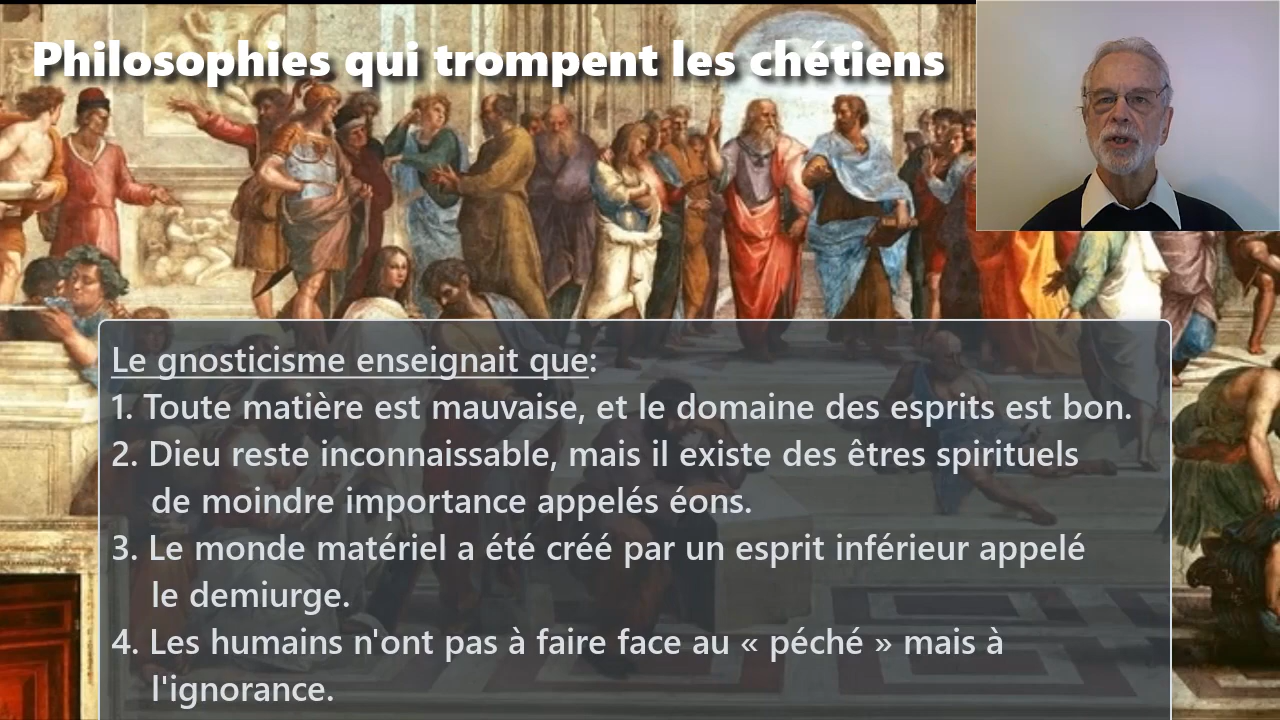 Philosophies qui trompent les chétiens
Le gnosticisme enseignait que:
1. Toute matière est mauvaise, et le domaine des esprits est bon.
2. Dieu reste inconnaissable, mais il existe des êtres spirituels
de moindre importance appelés éons.
3. Le monde matériel a été créé par un esprit inférieur appelé
le demiurge.
4. Les humains n'ont pas à faire face au « péché » mais à
l'ignorance.